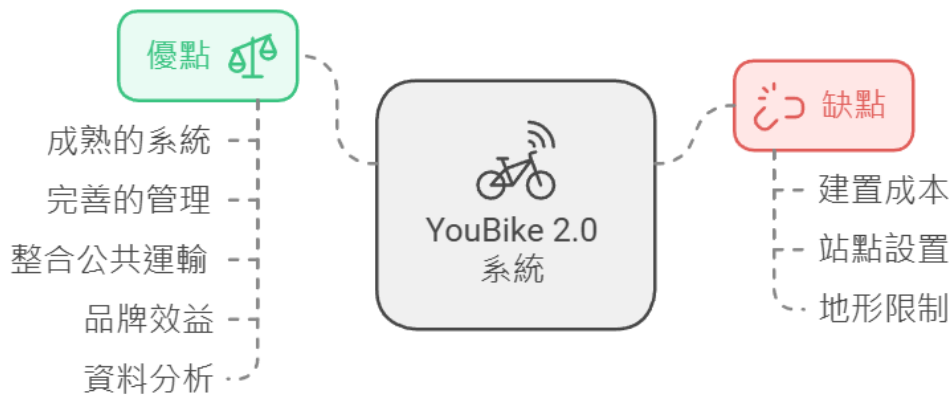 優點
成熟的系統
完善的管理
整合公共運輸
品牌效益
資料分析
YouBike 2.0
系統
缺點
建置成本
站點設置
地形限制